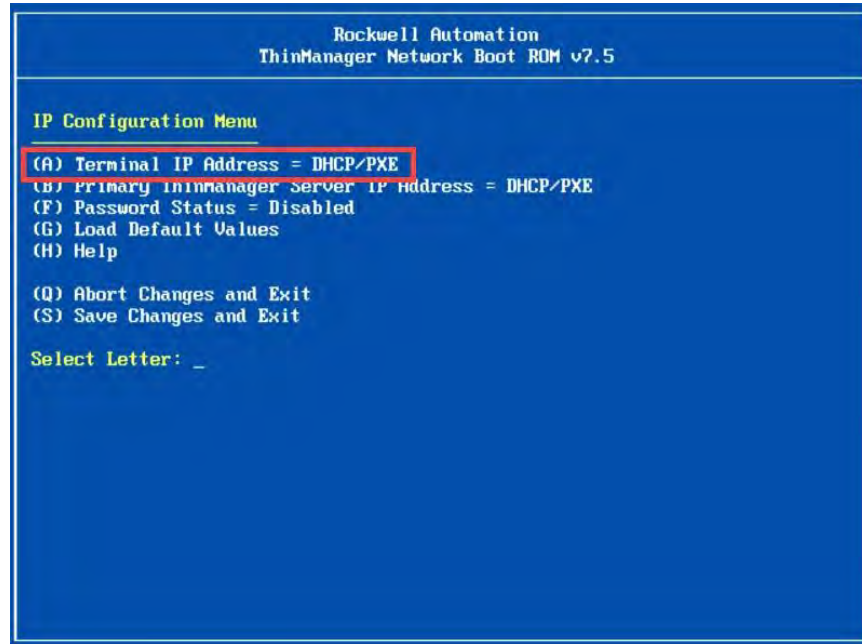 Rockwell Automation
ThinManager Network Boot ROM v7.5
IP Configuration Menu
(A) Terminal IP Address = DHCP/PXE
(B) Primary ThinManager Server IP Address = DHCP/PXE
(F) Password Status = Disabled
(G) Load Default Values
(H) Help
(Q) Abort Changes and Exit
(S) Save Changes and Exit
Select Letter: _